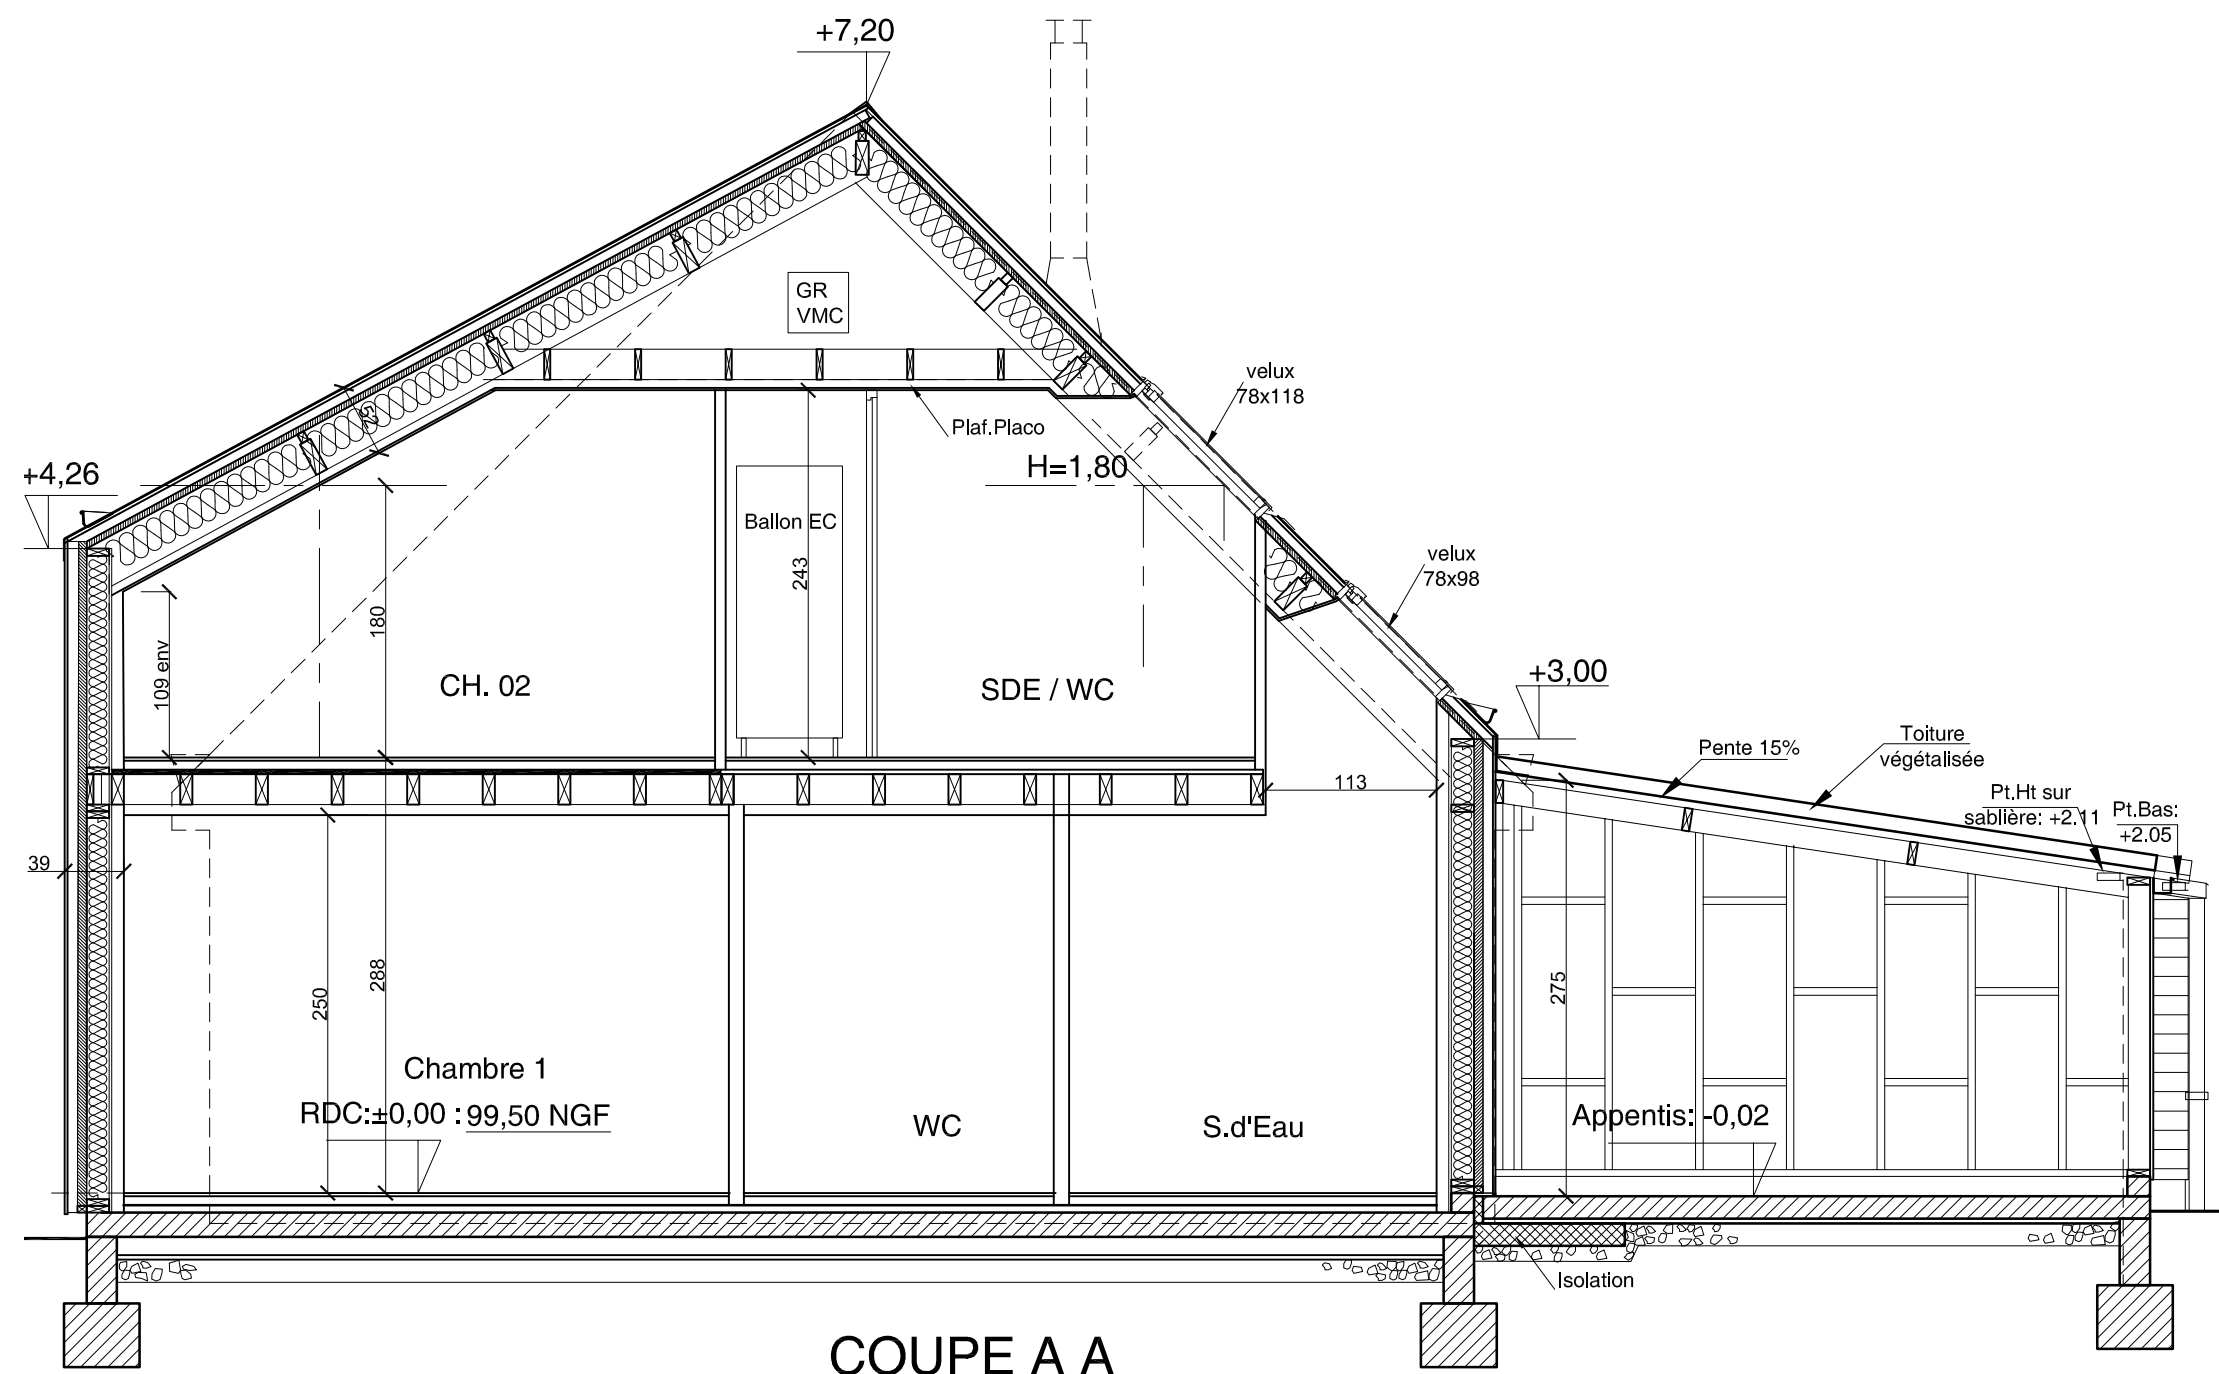 +7,20
GR
VMC
velux
78x118
Plaf.Placo
57
H=1,80
+4,26
Ballon EC
243
velux
78x98
180
109 env
CH. 02
SDE / WC
+3,00
Toiture
végétalisée
Pente 15%
113
Pt.Ht sur
sablière: +2.11
Pt.Bas:
+2.05
39
288
250
275
Chambre 1
RDC:±0,00 : 99,50 NGF
WC
S.d'Eau
Appentis: -0,02
Isolation
COUPE A A